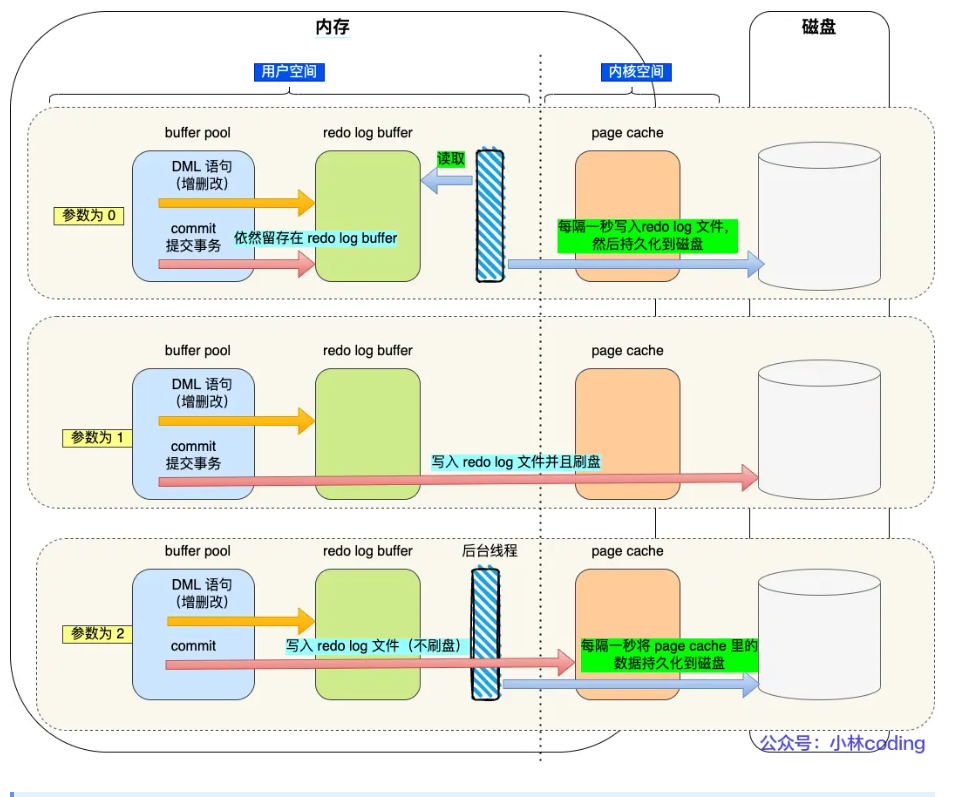 内存
磁盘
用户空间
内核空间
buffer pool
redo log buffer
page cache
DML 语句
（增删改）
读取
参数为 0
commit
提交事务
依然留存在 redo log buffer
每隔一秒写入redo log 文件，
然后持久化到磁盘
buffer pool
redo log buffer
page cache
DML 语句
（增删改）
参数为 1
commit
提交事务
写入 redo log 文件并且刷盘
buffer pool
redo log buffer
后台线程
page cache
DML 语句
（增删改）
参数为 2
commit
写入 redo log 文件（不刷盘）
每隔一秒将 page cache 里的
数据持久化到磁盘
公众号：小林coding